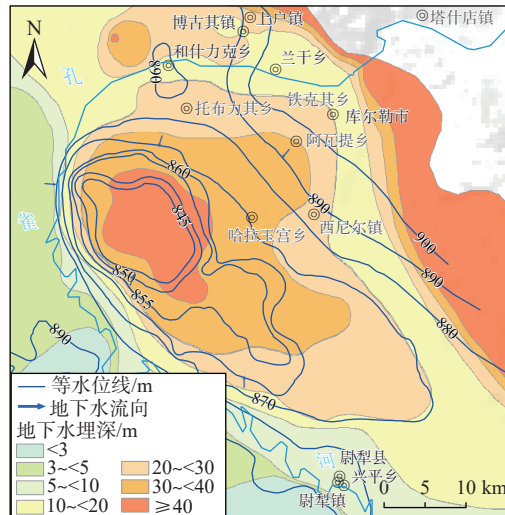 N
博古其镇
上户镇
塔什店镇
和什力克乡
兰干乡
890
孔
托布力其乡
铁克其乡
库尔勒市
阿瓦提乡
860
845
890
900
雀
哈拉玉宫乡
西尼尔镇
850
855
890
880
890
870
河
尉犁县
兴平乡
尉犁镇
0 5 10 km
等水位线/m
地下水流向
地下水埋深/m
<3
3~<5
5~<10
10~<20
20~<30
30~<40
≥40